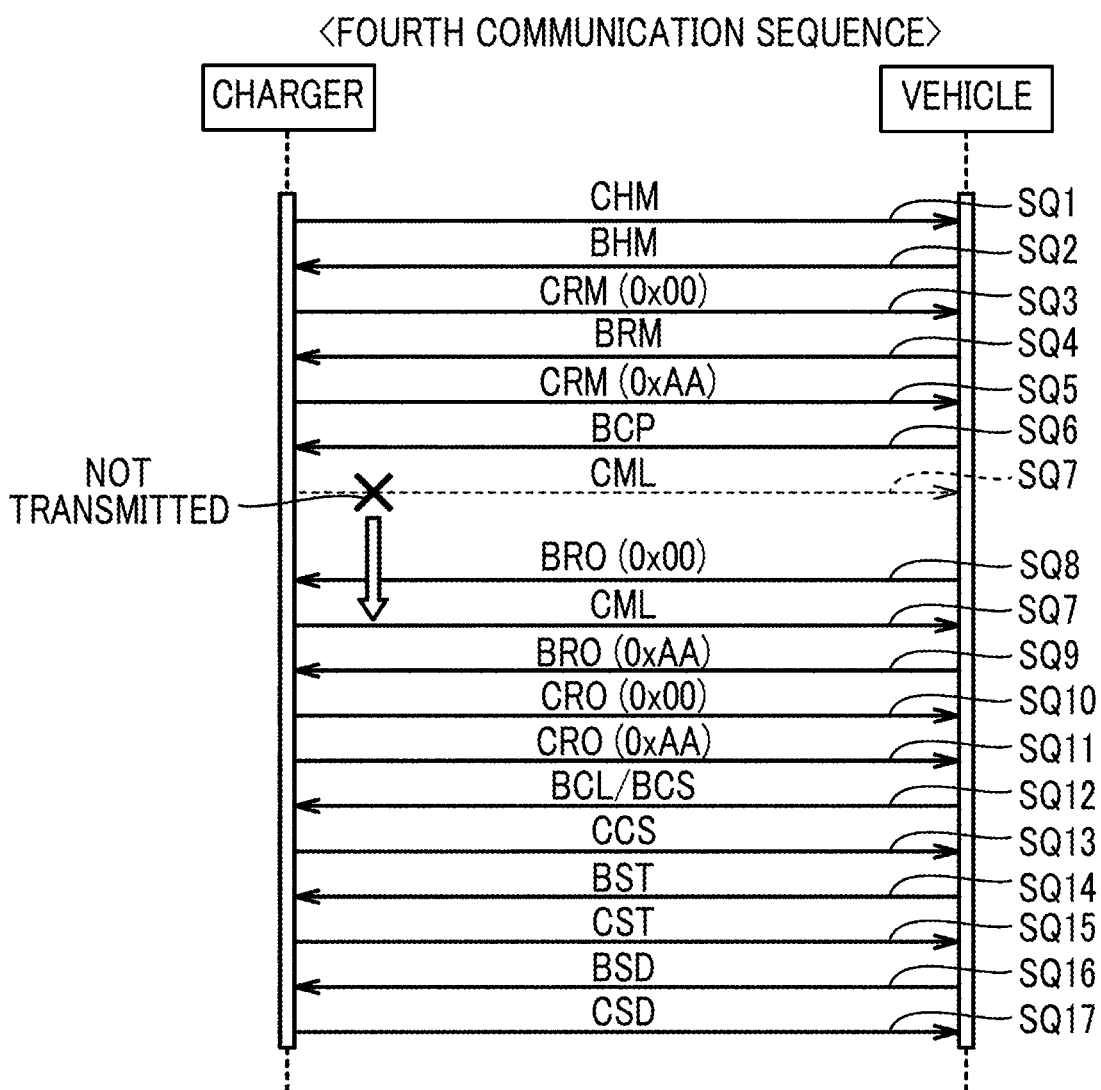 <FOURTH COMMUNICATION SEQUENCE>
CHARGER
VEHICLE
CHM
SQ1
BHM
SQ2
CRM (0x00)
SQ3
BRM
SQ4
CRM (0xAA)
SQ5
BCP
SQ6
NOT
TRANSMITTED
CML
SQ7
BRO (0x00)
SQ8
CML
SQ7
BRO (0xAA)
SQ9
CRO (0x00)
SQ10
CRO (0xAA)
SQ11
BCL/BCS
SQ12
CCS
SQ13
BST
SQ14
CST
SQ15
BSD
SQ16
CSD
SQ17